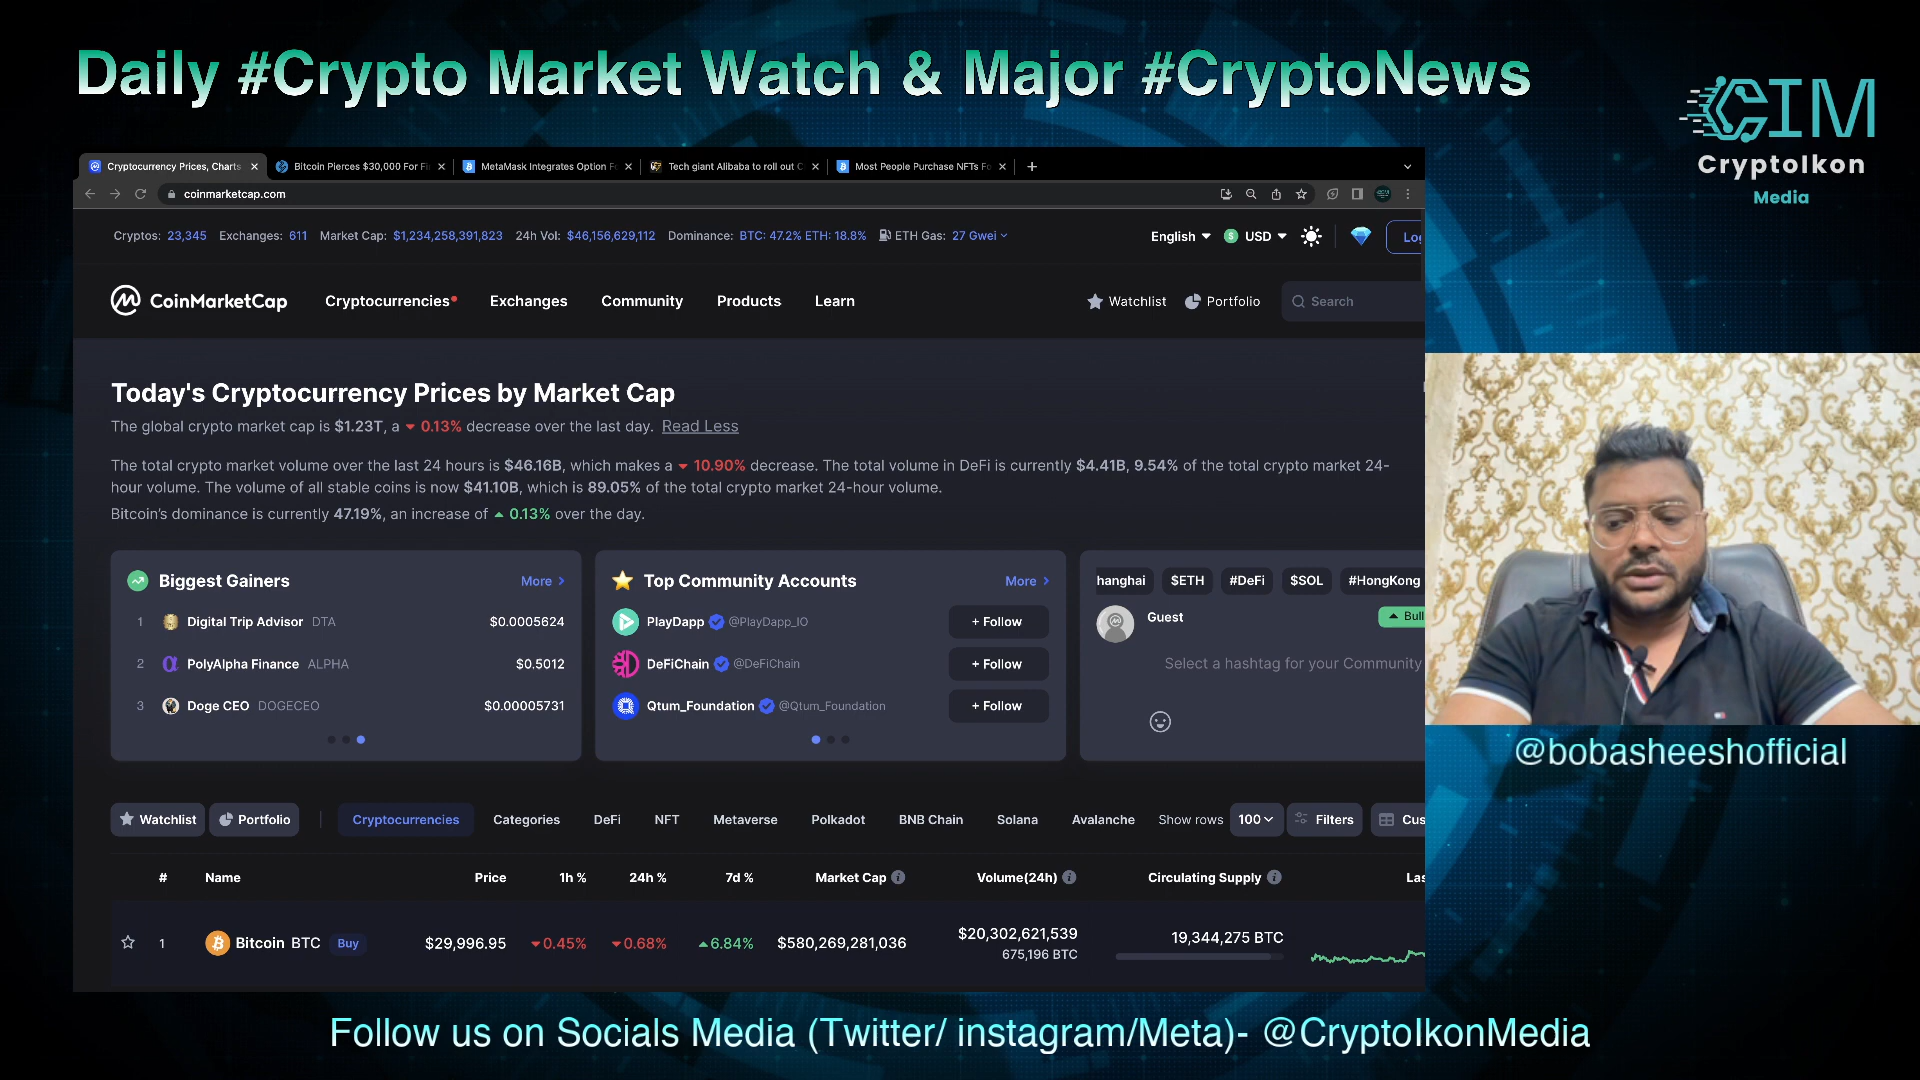 Daily #Crypto Market Watch & Major #CryptoNews
CIM
CryptoIkon
Media
Cryptocurrency Prices, Charts
Bitcoin Pierces $30,000 For Fi
MetaMask Integrates Option Fo
Tech giant Alibaba to roll out C
Most People Purchase NFTs Fo
coinmarketcap.com
Cryptos: 23,345 Exchanges: 611 Market Cap: $1,234,258,391,823 24h Vol: $46,156,629,112 Dominance: BTC: 47.2% ETH: 18.8% ETH Gas: 27 Gwei
English USD Log
CoinMarketCap Cryptocurrencies Exchanges Community Products Learn Watchlist Portfolio Search
Today's Cryptocurrency Prices by Market Cap
The global crypto market cap is $1.23T, a 0.13% decrease over the last day. Read Less
The total crypto market volume over the last 24 hours is $46.16B, which makes a 10.90% decrease. The total volume in DeFi is currently $4.41B, 9.54% of the total crypto market 24-
hour volume. The volume of all stable coins is now $41.10B, which is 89.05% of the total crypto market 24-hour volume.
Bitcoin's dominance is currently 47.19%, an increase of 0.13% over the day.
Biggest Gainers More
1 Digital Trip Advisor DTA $0.0005624
2 PolyAlpha Finance ALPHA $0.5012
3 Doge CEO DOGECEO $0.00005731
Top Community Accounts More
PlayDapp @PlayDapp_IO + Follow
DeFiChain @DeFiChain + Follow
Qtum_Foundation @Qtum_Foundation + Follow
hanghai $ETH #DeFi $SOL #HongKong
Guest Bull
Select a hashtag for your Community
@bobasheeshofficial
Watchlist Portfolio Cryptocurrencies Categories DeFi NFT Metaverse Polkadot BNB Chain Solana Avalanche Show rows 100 Filters Cus
# Name Price 1h % 24h % 7d % Market Cap Volume(24h) Circulating Supply Las
1 Bitcoin BTC Buy $29,996.95 0.45% 0.68% 6.84% $580,269,281,036 $20,302,621,539 19,344,275 BTC
675,196 BTC
Follow us on Socials Media (Twitter/ instagram/Meta)- @CryptoIkonMedia